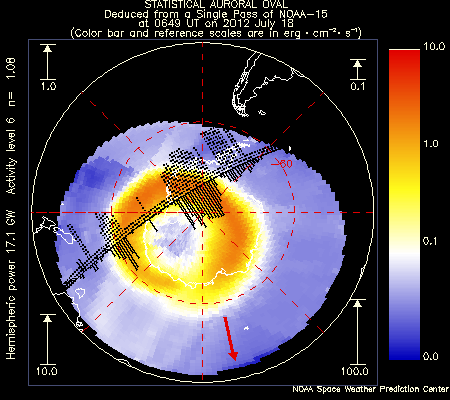 STATISTICAL AURORAL OVAL
Deduced from a Single Pass of NOAA-15
at 0649 UT on 2012 July 18
(Color bar and reference scales are in erg · cm⁻² · s⁻¹)
1.0
0.1
10.0
1.0
0.1
0.0
-60
Hemispheric power 17.1 GW Activity level 6 n= 1.08
10.0
100.0
NOAA Space Weather Prediction Center